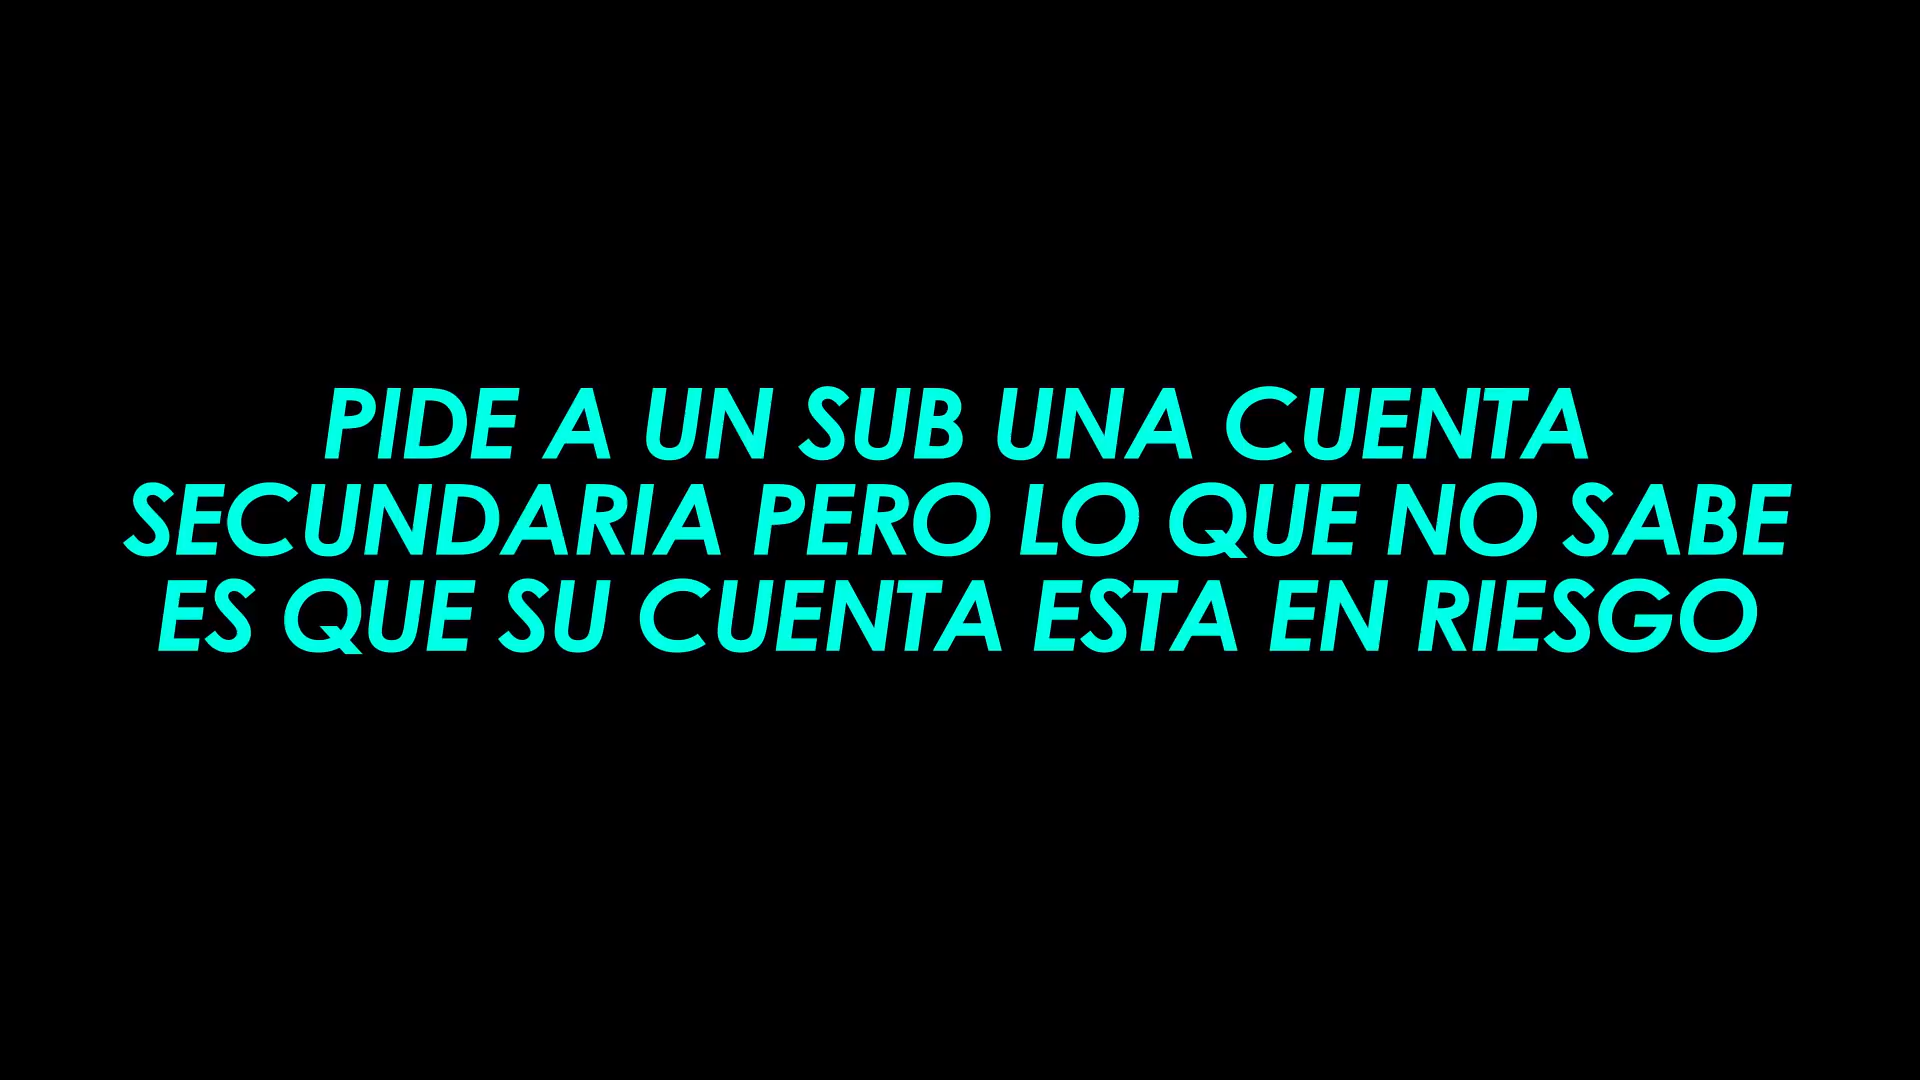 PIDE A UN SUB UNA CUENTA
SECUNDARIA PERO LO QUE NO SABE
ES QUE SU CUENTA ESTA EN RIESGO